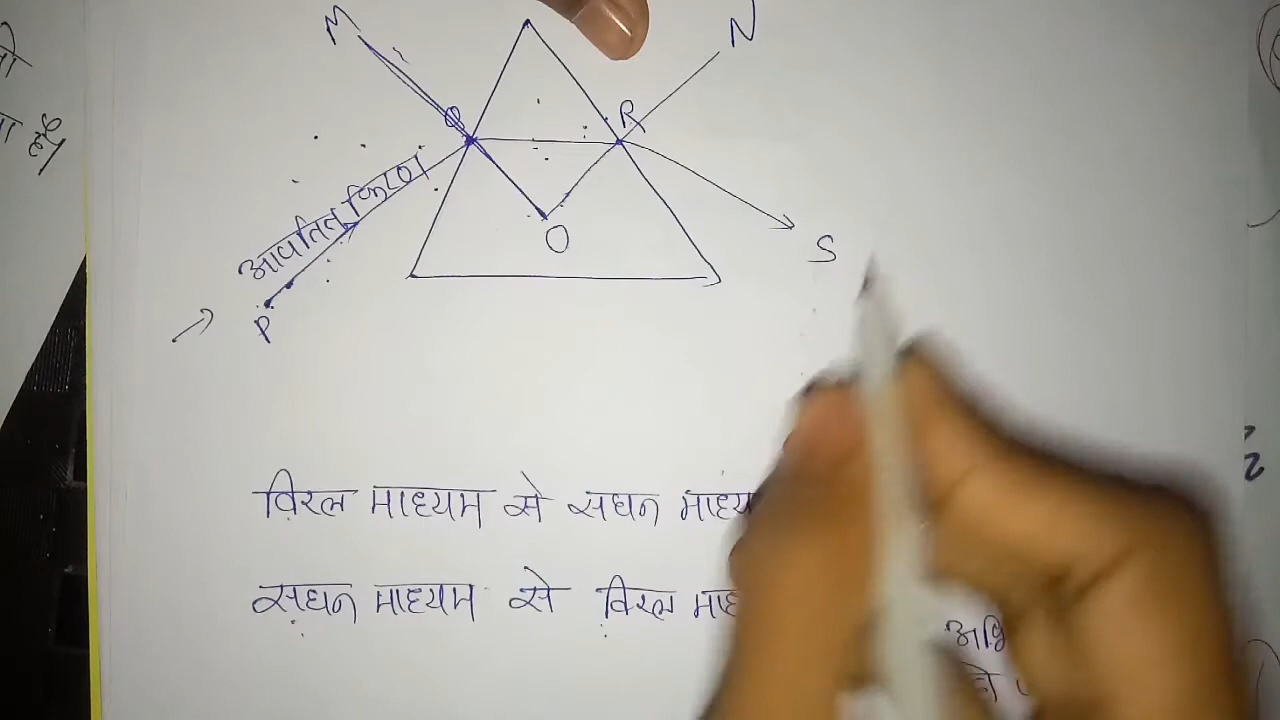 M
N
Q
R
आपतित किरण
O
S
P
विरल माध्यम से सघन
सघन माध्यम से विरल